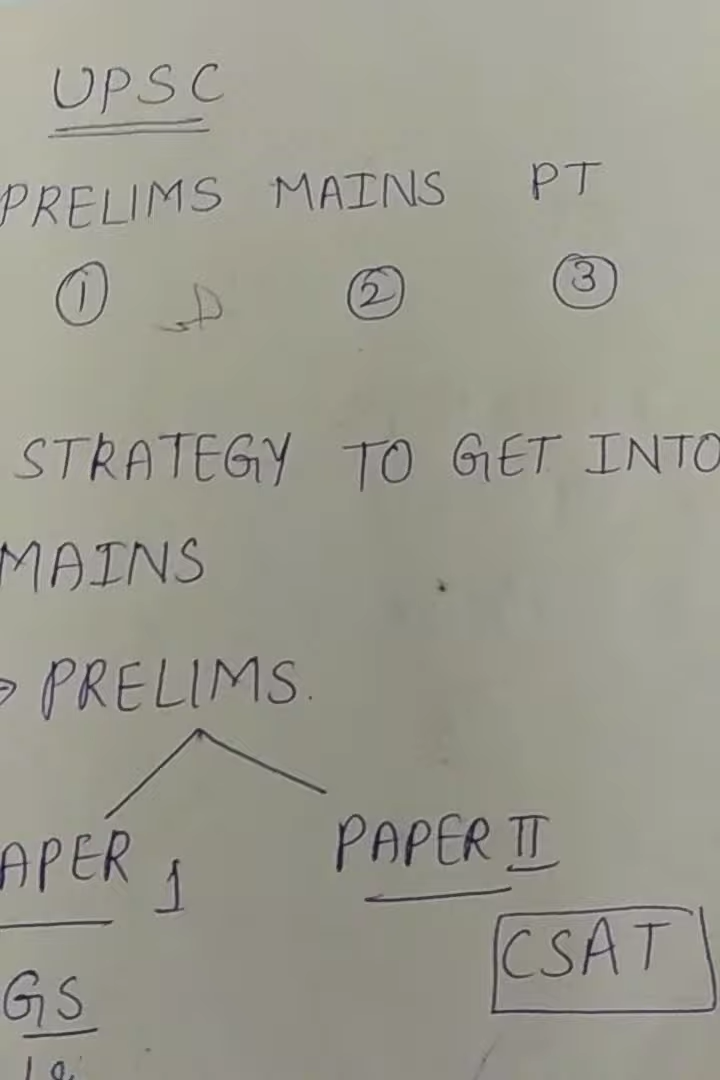 UPSC
PRELIMS MAINS PT
1 2 3
STRATEGY TO GET INTO
MAINS
PRELIMS.
APER 1 PAPER II
CSAT
GS